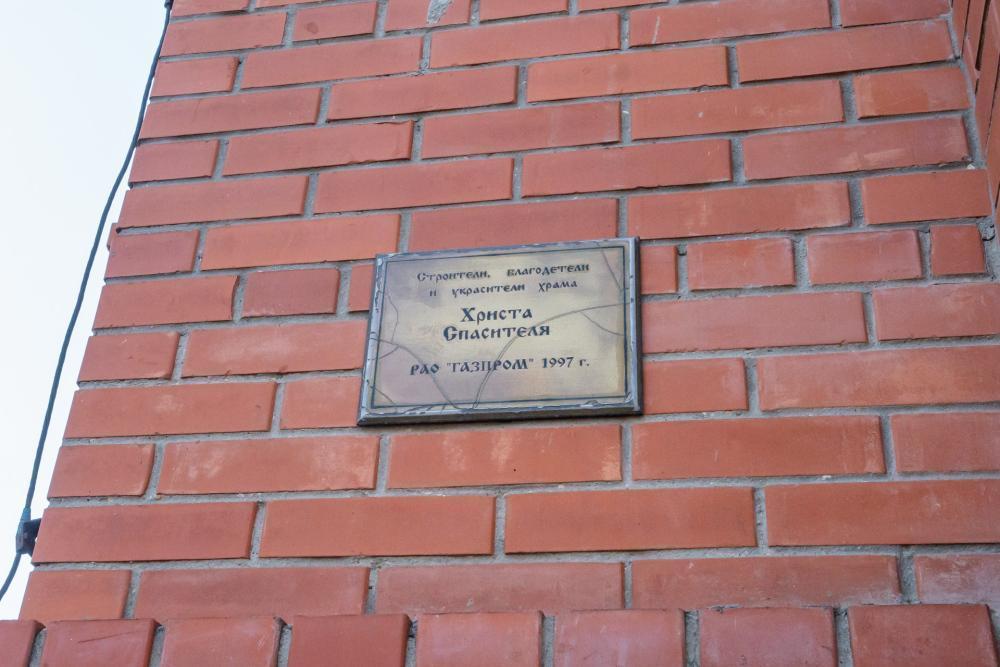 Строители, благодетели
и украсители храма
Христа
Спасителя
РАО "ГАЗПРОМ" 1997 г.